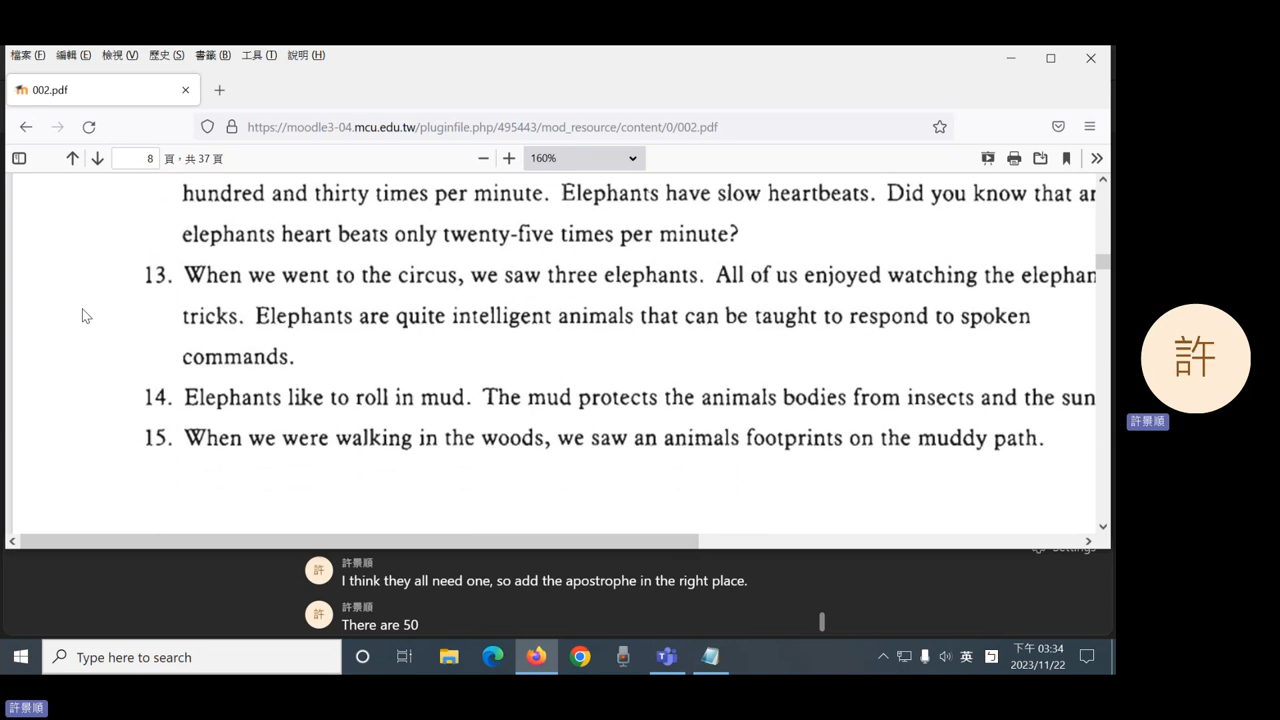 檔案 (F) 編輯 (E) 檢視 (V) 歷史 (S) 書籤 (B) 工具 (T) 說明 (H)
002.pdf
https://moodle3-04.mcu.edu.tw/pluginfile.php/495443/mod_resource/content/0/002.pdf
8 頁，共 37 頁 160%
hundred and thirty times per minute. Elephants have slow heartbeats. Did you know that an
elephants heart beats only twenty-five times per minute?
13. When we went to the circus, we saw three elephants. All of us enjoyed watching the elephan
tricks. Elephants are quite intelligent animals that can be taught to respond to spoken
commands.
14. Elephants like to roll in mud. The mud protects the animals bodies from insects and the sun
15. When we were walking in the woods, we saw an animals footprints on the muddy path.
許
許景順
Settings
許 許景順
I think they all need one, so add the apostrophe in the right place.
許 許景順
There are 50
Type here to search
英
下午 03:34
2023/11/22
許景順